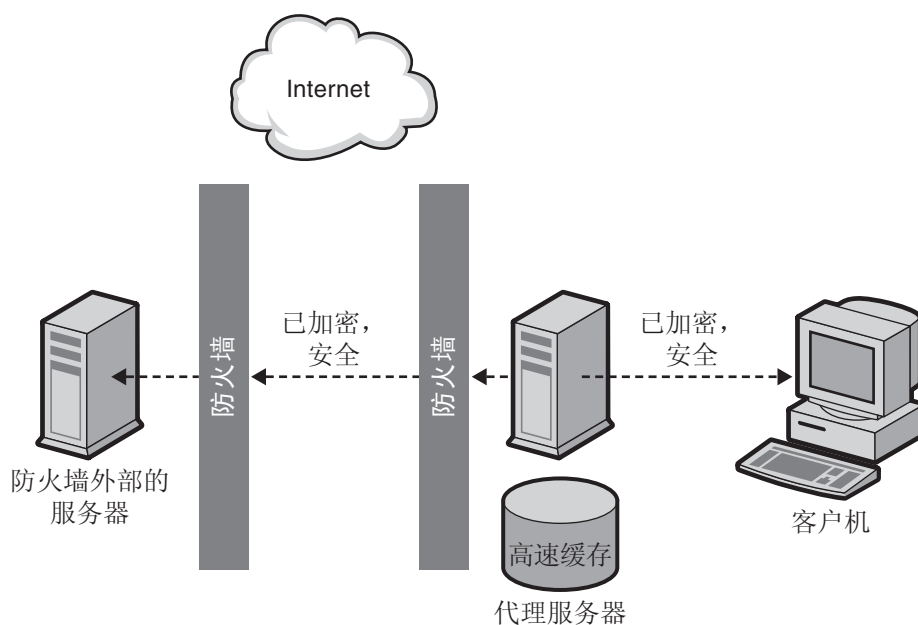 Internet
防火墙
防火墙
已加密，
安全
已加密，
安全
防火墙外部的
服务器
高速缓存
代理服务器
客户机